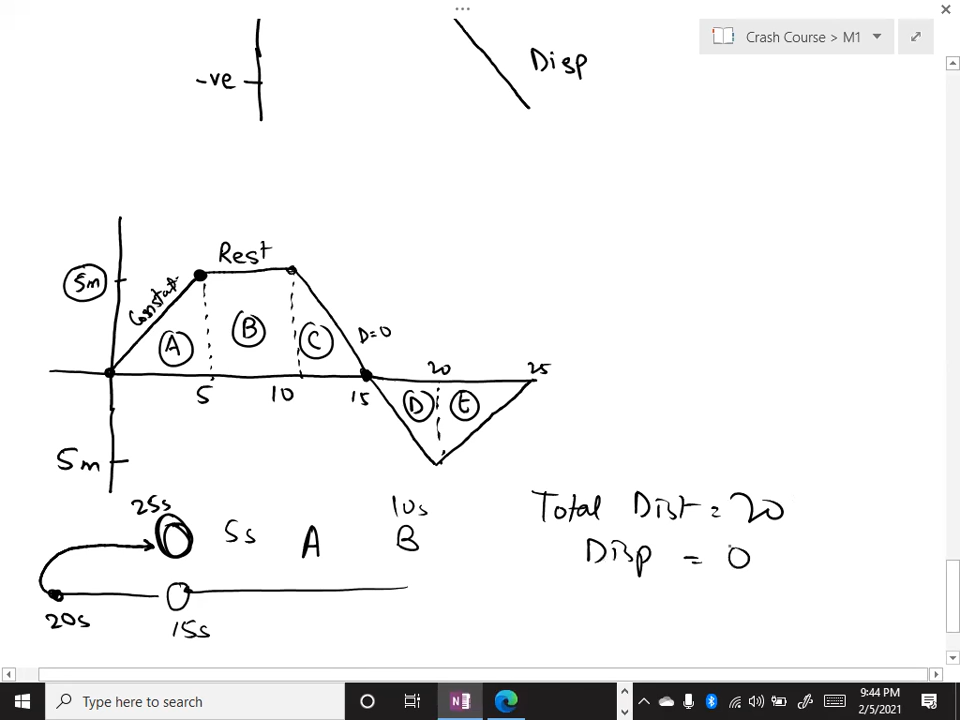 ...
Crash Course > M1
Disp
-ve
Rest
5m
Constat
B
A
C
D=0
20
25
5
10
15
D
E
5m
25s
10s
5s
A
B
Total Dist = 20
Disp = 0
20s
15s
Type here to search
9:44 PM
2/5/2021